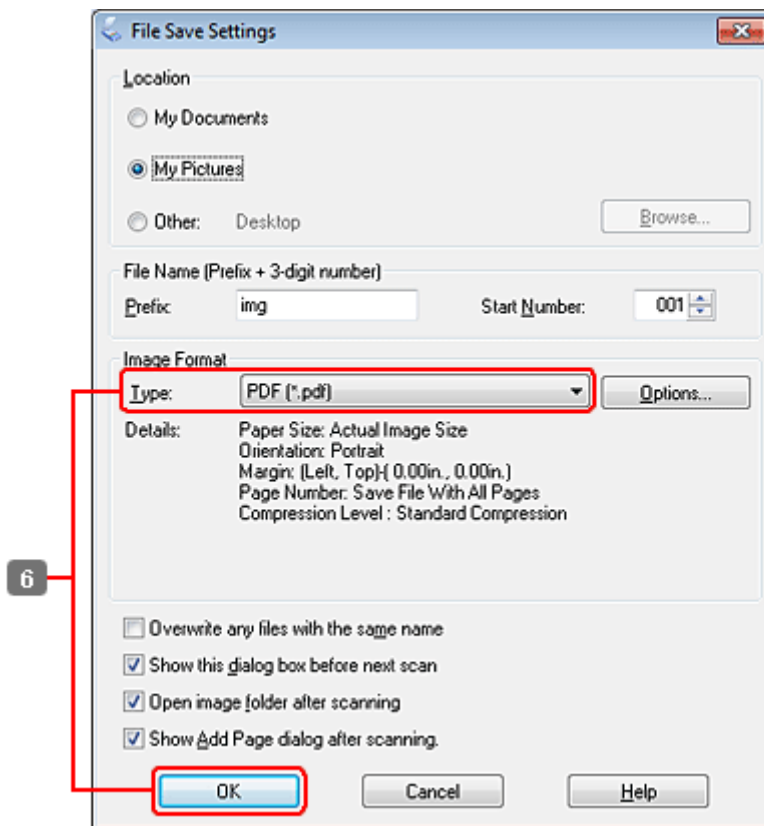 File Save Settings
Location
My Documents
My Pictures
Other: Desktop Browse...
File Name (Prefix + 3-digit number)
Prefix: img Start Number: 001
Image Format
Type: PDF (*.pdf) Options...
Details: Paper Size: Actual Image Size
Orientation: Portrait
Margin: (Left, Top)-( 0.00in., 0.00in.)
Page Number: Save File With All Pages
Compression Level : Standard Compression
6
Overwrite any files with the same name
Show this dialog box before next scan
Open image folder after scanning
Show Add Page dialog after scanning.
OK Cancel Help